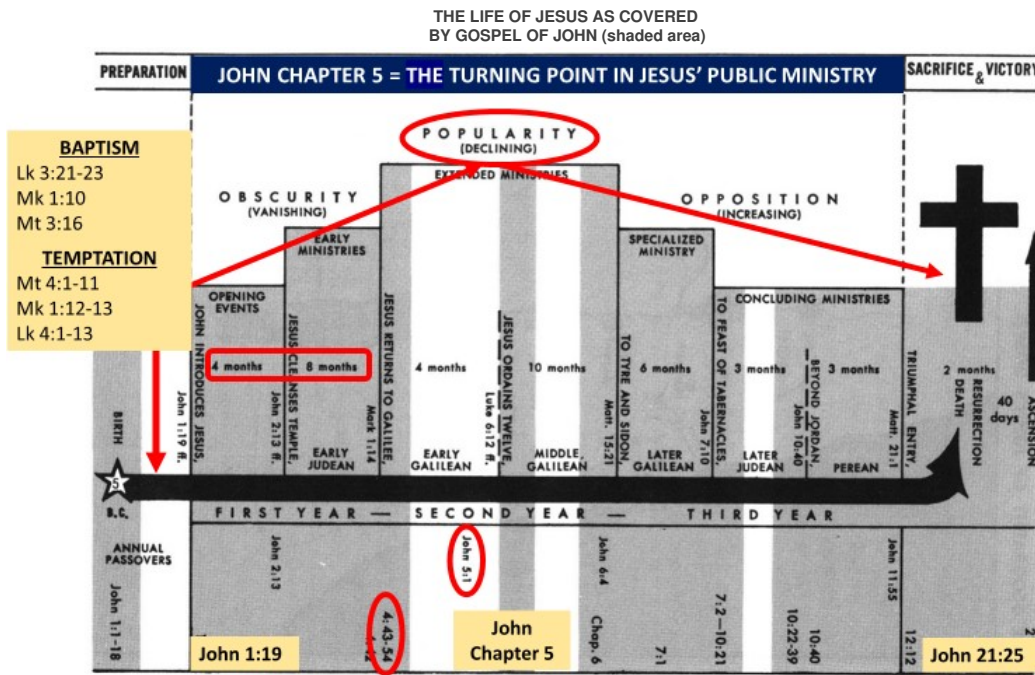 THE LIFE OF JESUS AS COVERED
BY GOSPEL OF JOHN (shaded area)
PREPARATION
JOHN CHAPTER 5 = THE TURNING POINT IN JESUS' PUBLIC MINISTRY
SACRIFICE & VICTORY
BAPTISM
Lk 3:21-23
Mk 1:10
Mt 3:16
TEMPTATION
Mt 4:1-11
Mk 1:12-13
Lk 4:1-13
OBSCURITY
(VANISHING)
POPULARITY
(DECLINING)
OPPOSITION
(INCREASING)
OPENING
EVENTS
EARLY
MINISTRIES
EXTENDED MINISTRIES
SPECIALIZED
MINISTRY
CONCLUDING MINISTRIES
4 months
8 months
4 months
10 months
6 months
3 months
3 months
2 months
40
days
BIRTH
JOHN INTRODUCES JESUS,
John 1:19 ff.
JESUS CLEANSES TEMPLE,
John 2:13 ff.
JESUS RETURNS TO GALILEE,
Mark 1:14
JESUS ORDAINS TWELVE,
Luke 6:12 ff.
TO TYRE AND SIDON,
Matt. 15:21
TO FEAST OF TABERNACLES,
John 7:10
BEYOND JORDAN,
John 10:40
TRIUMPHAL ENTRY,
Matt. 21:1
DEATH
RESURRECTION
ASCENSION
EARLY
JUDEAN
EARLY
GALILEAN
MIDDLE
GALILEAN
LATER
GALILEAN
LATER
JUDEAN
PEREAN
5
B.C.
FIRST YEAR — SECOND YEAR — THIRD YEAR
ANNUAL
PASSOVERS
John 2:13
John 5:1
John 6:4
John 11:55
John 1:1-18
John 1:19
4:43-54
John
Chapter 5
Chap. 6
7:1
7:2—10:21
10:22-39
10:40
12:12
John 21:25